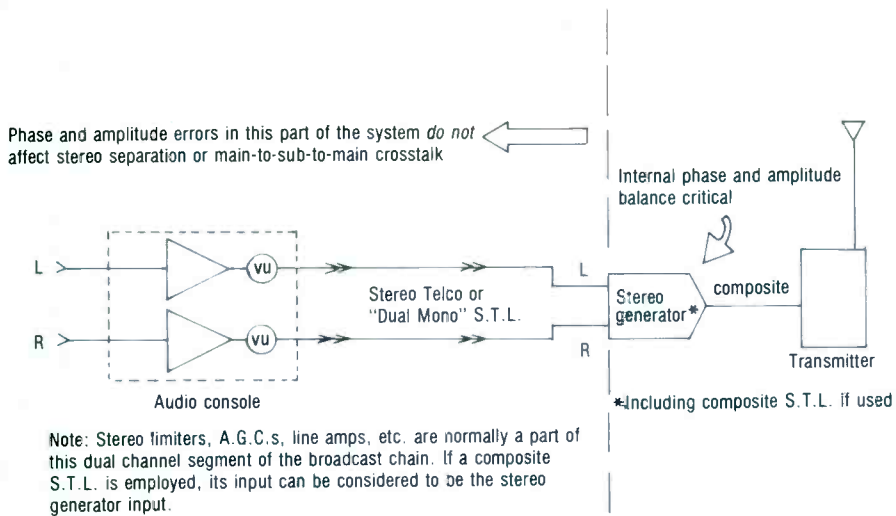 Phase and amplitude errors in this part of the system do not
affect stereo separation or main-to-sub-to-main crosstalk
Internal phase and amplitude
balance critical
L
vu
Stereo Telco or
"Dual Mono" S.T.L.
L
Stereo
generator*
composite
R
vu
R
Transmitter
Audio console
*Including composite S.T.L. if used
Note: Stereo limiters, A.G.C.s, line amps, etc. are normally a part of
this dual channel segment of the broadcast chain. If a composite
S.T.L. is employed, its input can be considered to be the stereo
generator input.